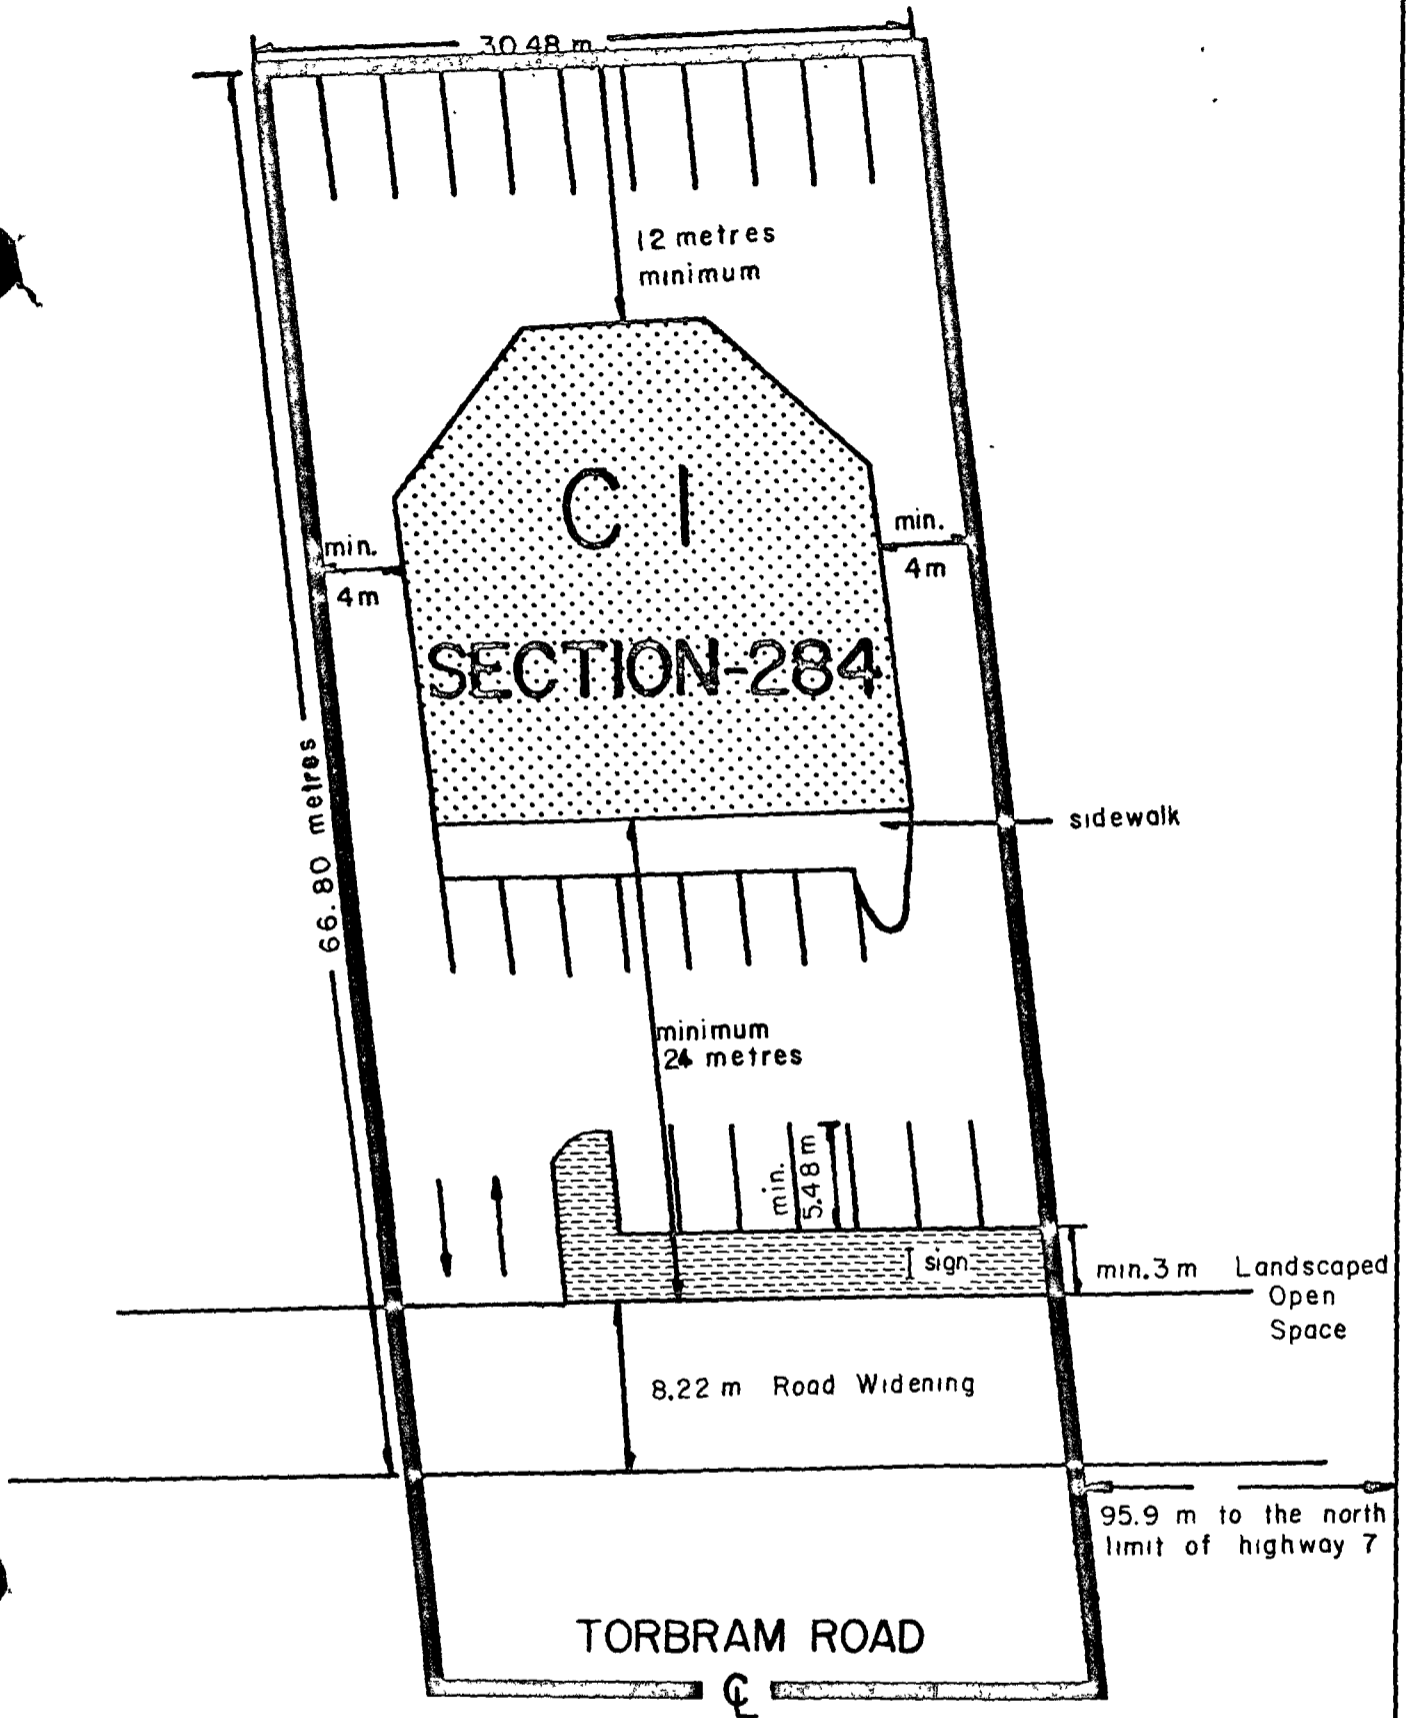 30.48 m
12 metres
minimum
C 1
min.
4m
min.
4m
SECTION-284
66.80 metres
sidewalk
minimum
24 metres
min.
5.48 m
sign
min. 3 m Landscaped
Open
Space
8.22 m Road Widening
95.9 m to the north
limit of highway 7
TORBRAM ROAD
℄